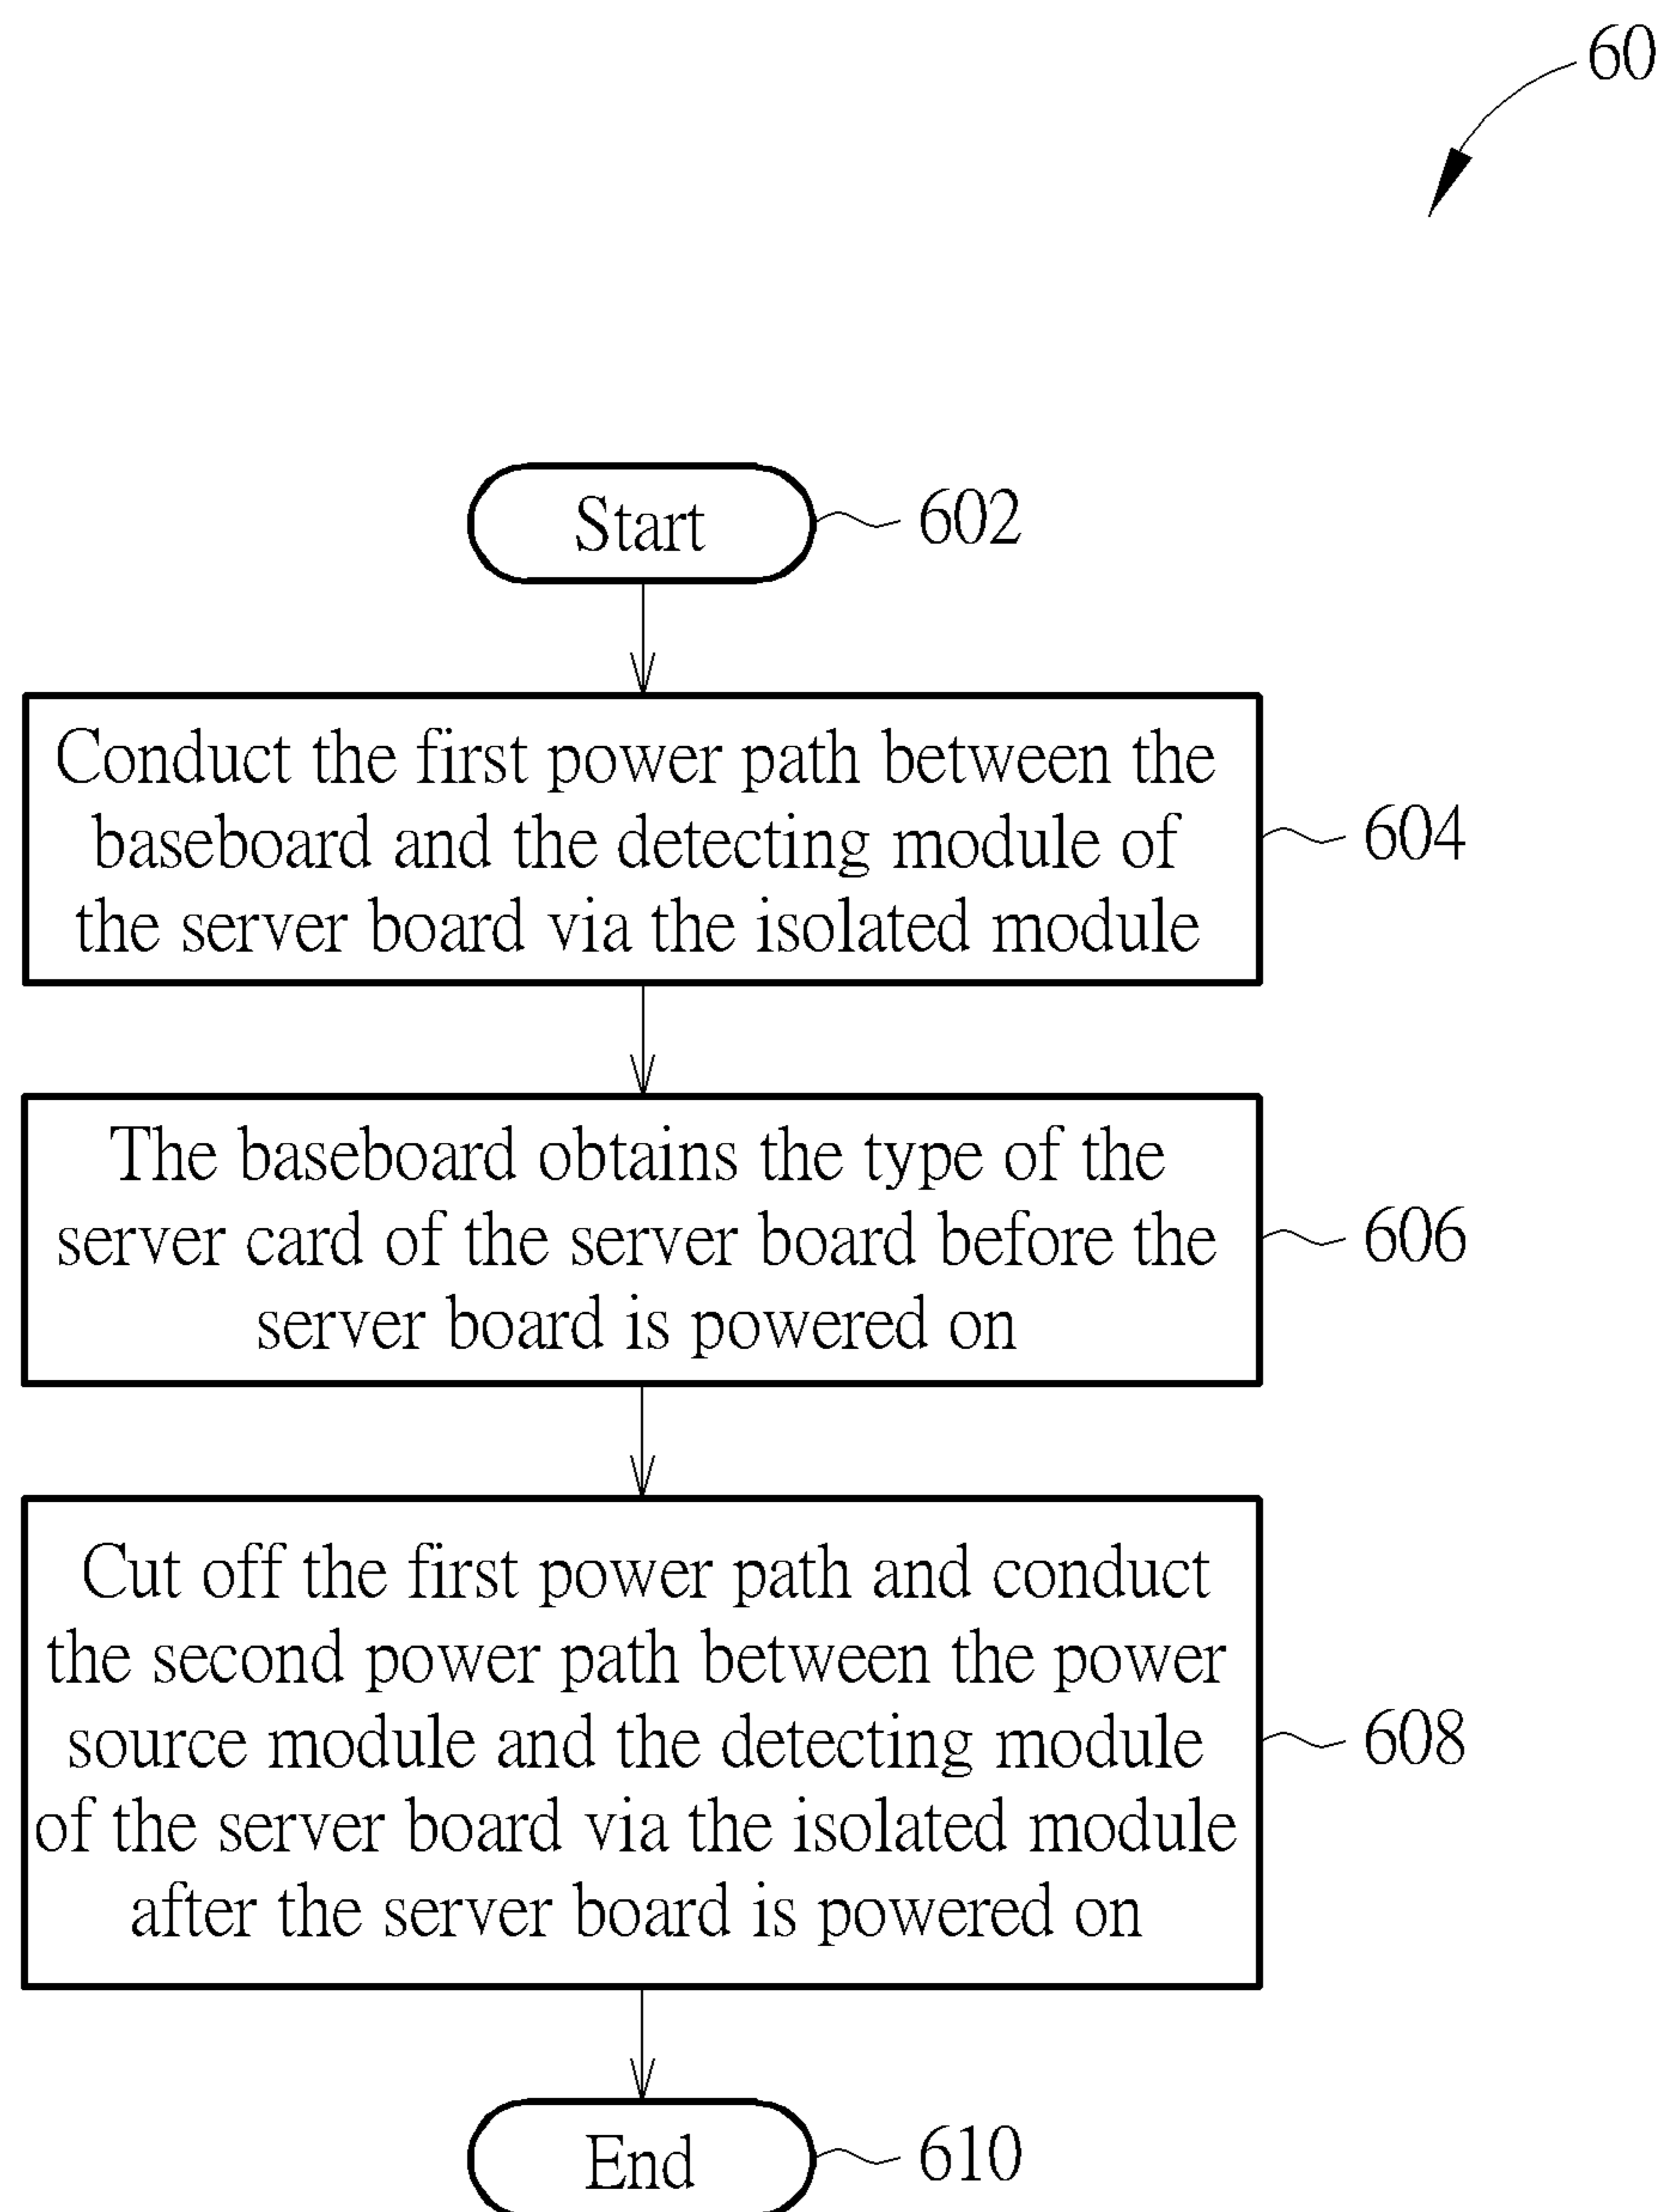 60
Start
602
Conduct the first power path between the
baseboard and the detecting module of
the server board via the isolated module
604
The baseboard obtains the type of the
server card of the server board before the
server board is powered on
606
Cut off the first power path and conduct
the second power path between the power
source module and the detecting module
of the server board via the isolated module
after the server board is powered on
608
End
610